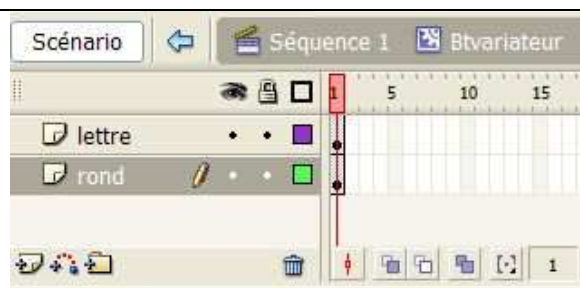 Scénario Séquence 1 Btvariateur
1 5 10 15
lettre
rond
1